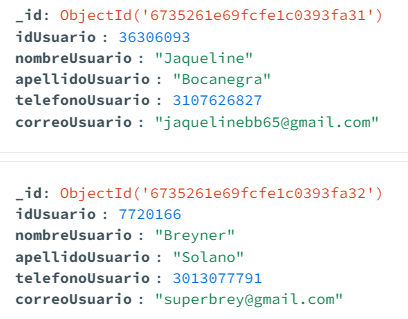 _id: ObjectId('6735261e69fcfe1c0393fa31')
idUsuario : 36306093
nombreUsuario : "Jaqueline"
apellidoUsuario : "Bocanegra"
telefonoUsuario : 3107626827
correoUsuario : "jaquelinebb65@gmail.com"
_id: ObjectId('6735261e69fcfe1c0393fa32')
idUsuario : 7720166
nombreUsuario : "Breyner"
apellidoUsuario : "Solano"
telefonoUsuario : 3013077791
correoUsuario : "superbrey@gmail.com"